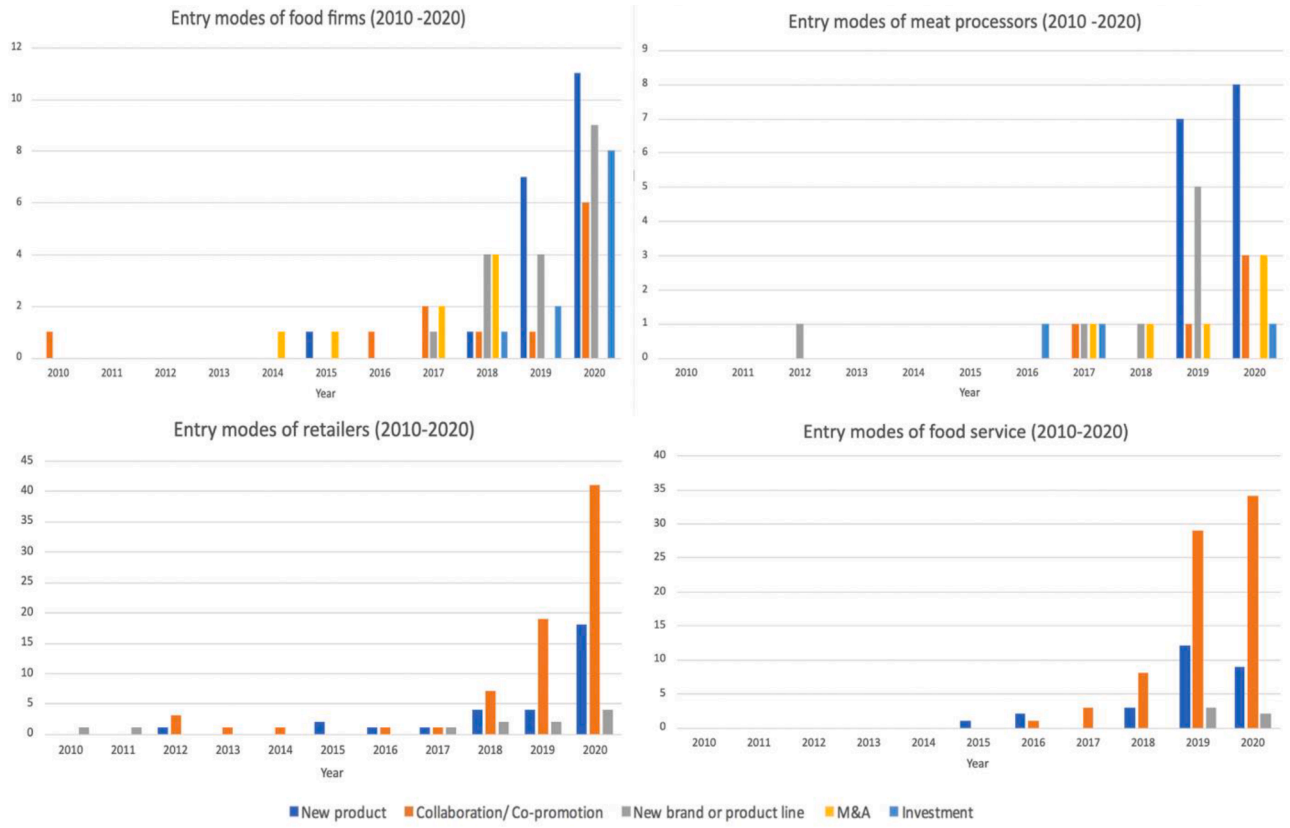 Entry modes of food firms (2010 -2020)
12
10
8
6
4
2
0
2010 2011 2012 2013 2014 2015 2016 2017 2018 2019 2020
Year
Entry modes of meat processors (2010 -2020)
9
8
7
6
5
4
3
2
1
0
2010 2011 2012 2013 2014 2015 2016 2017 2018 2019 2020
Year
Entry modes of retailers (2010-2020)
45
40
35
30
25
20
15
10
5
0
2010 2011 2012 2013 2014 2015 2016 2017 2018 2019 2020
Year
Entry modes of food service (2010-2020)
40
35
30
25
20
15
10
5
0
2010 2011 2012 2013 2014 2015 2016 2017 2018 2019 2020
Year
New product Collaboration/ Co-promotion New brand or product line M&A Investment